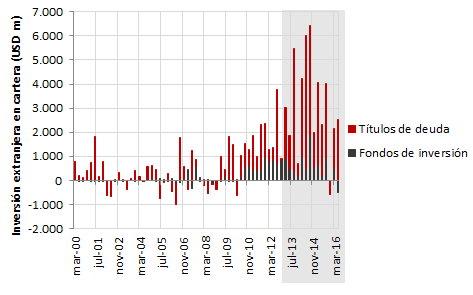 Inversión extranjera en cartera (USD m)
7.000
6.000
5.000
4.000
3.000
2.000
1.000
0
-1.000
-2.000
mar-00
jul-01
nov-02
mar-04
jul-05
nov-06
mar-08
jul-09
nov-10
mar-12
jul-13
nov-14
mar-16
Títulos de deuda
Fondos de inversión